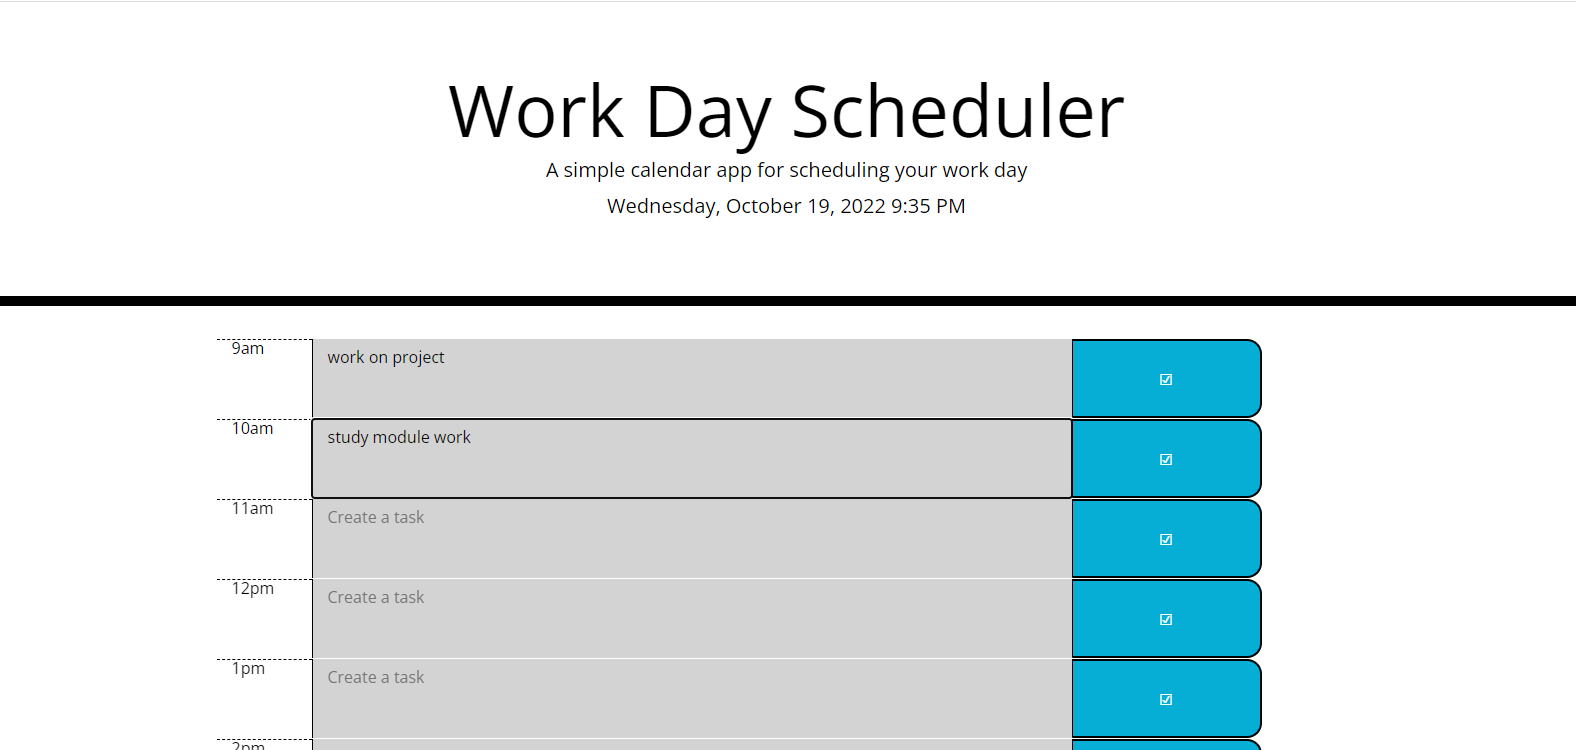 Work Day Scheduler
A simple calendar app for scheduling your work day
Wednesday, October 19, 2022 9:35 PM
9am work on project ☑
10am study module work ☑
11am Create a task ☑
12pm Create a task ☑
1pm Create a task ☑
2pm